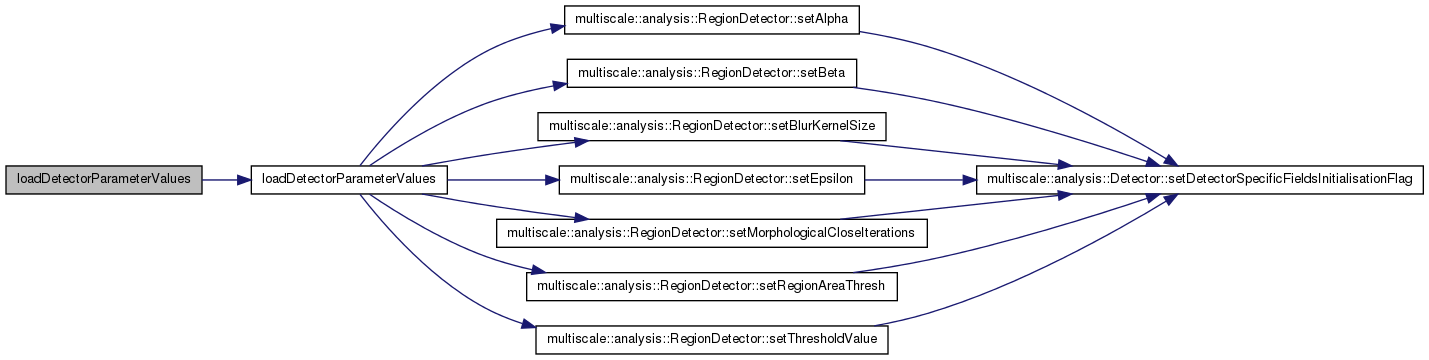 loadDetectorParameterValues
loadDetectorParameterValues
multiscale::analysis::RegionDetector::setAlpha
multiscale::analysis::RegionDetector::setBeta
multiscale::analysis::RegionDetector::setBlurKernelSize
multiscale::analysis::RegionDetector::setEpsilon
multiscale::analysis::RegionDetector::setMorphologicalCloseIterations
multiscale::analysis::RegionDetector::setRegionAreaThresh
multiscale::analysis::RegionDetector::setThresholdValue
multiscale::analysis::Detector::setDetectorSpecificFieldsInitialisationFlag